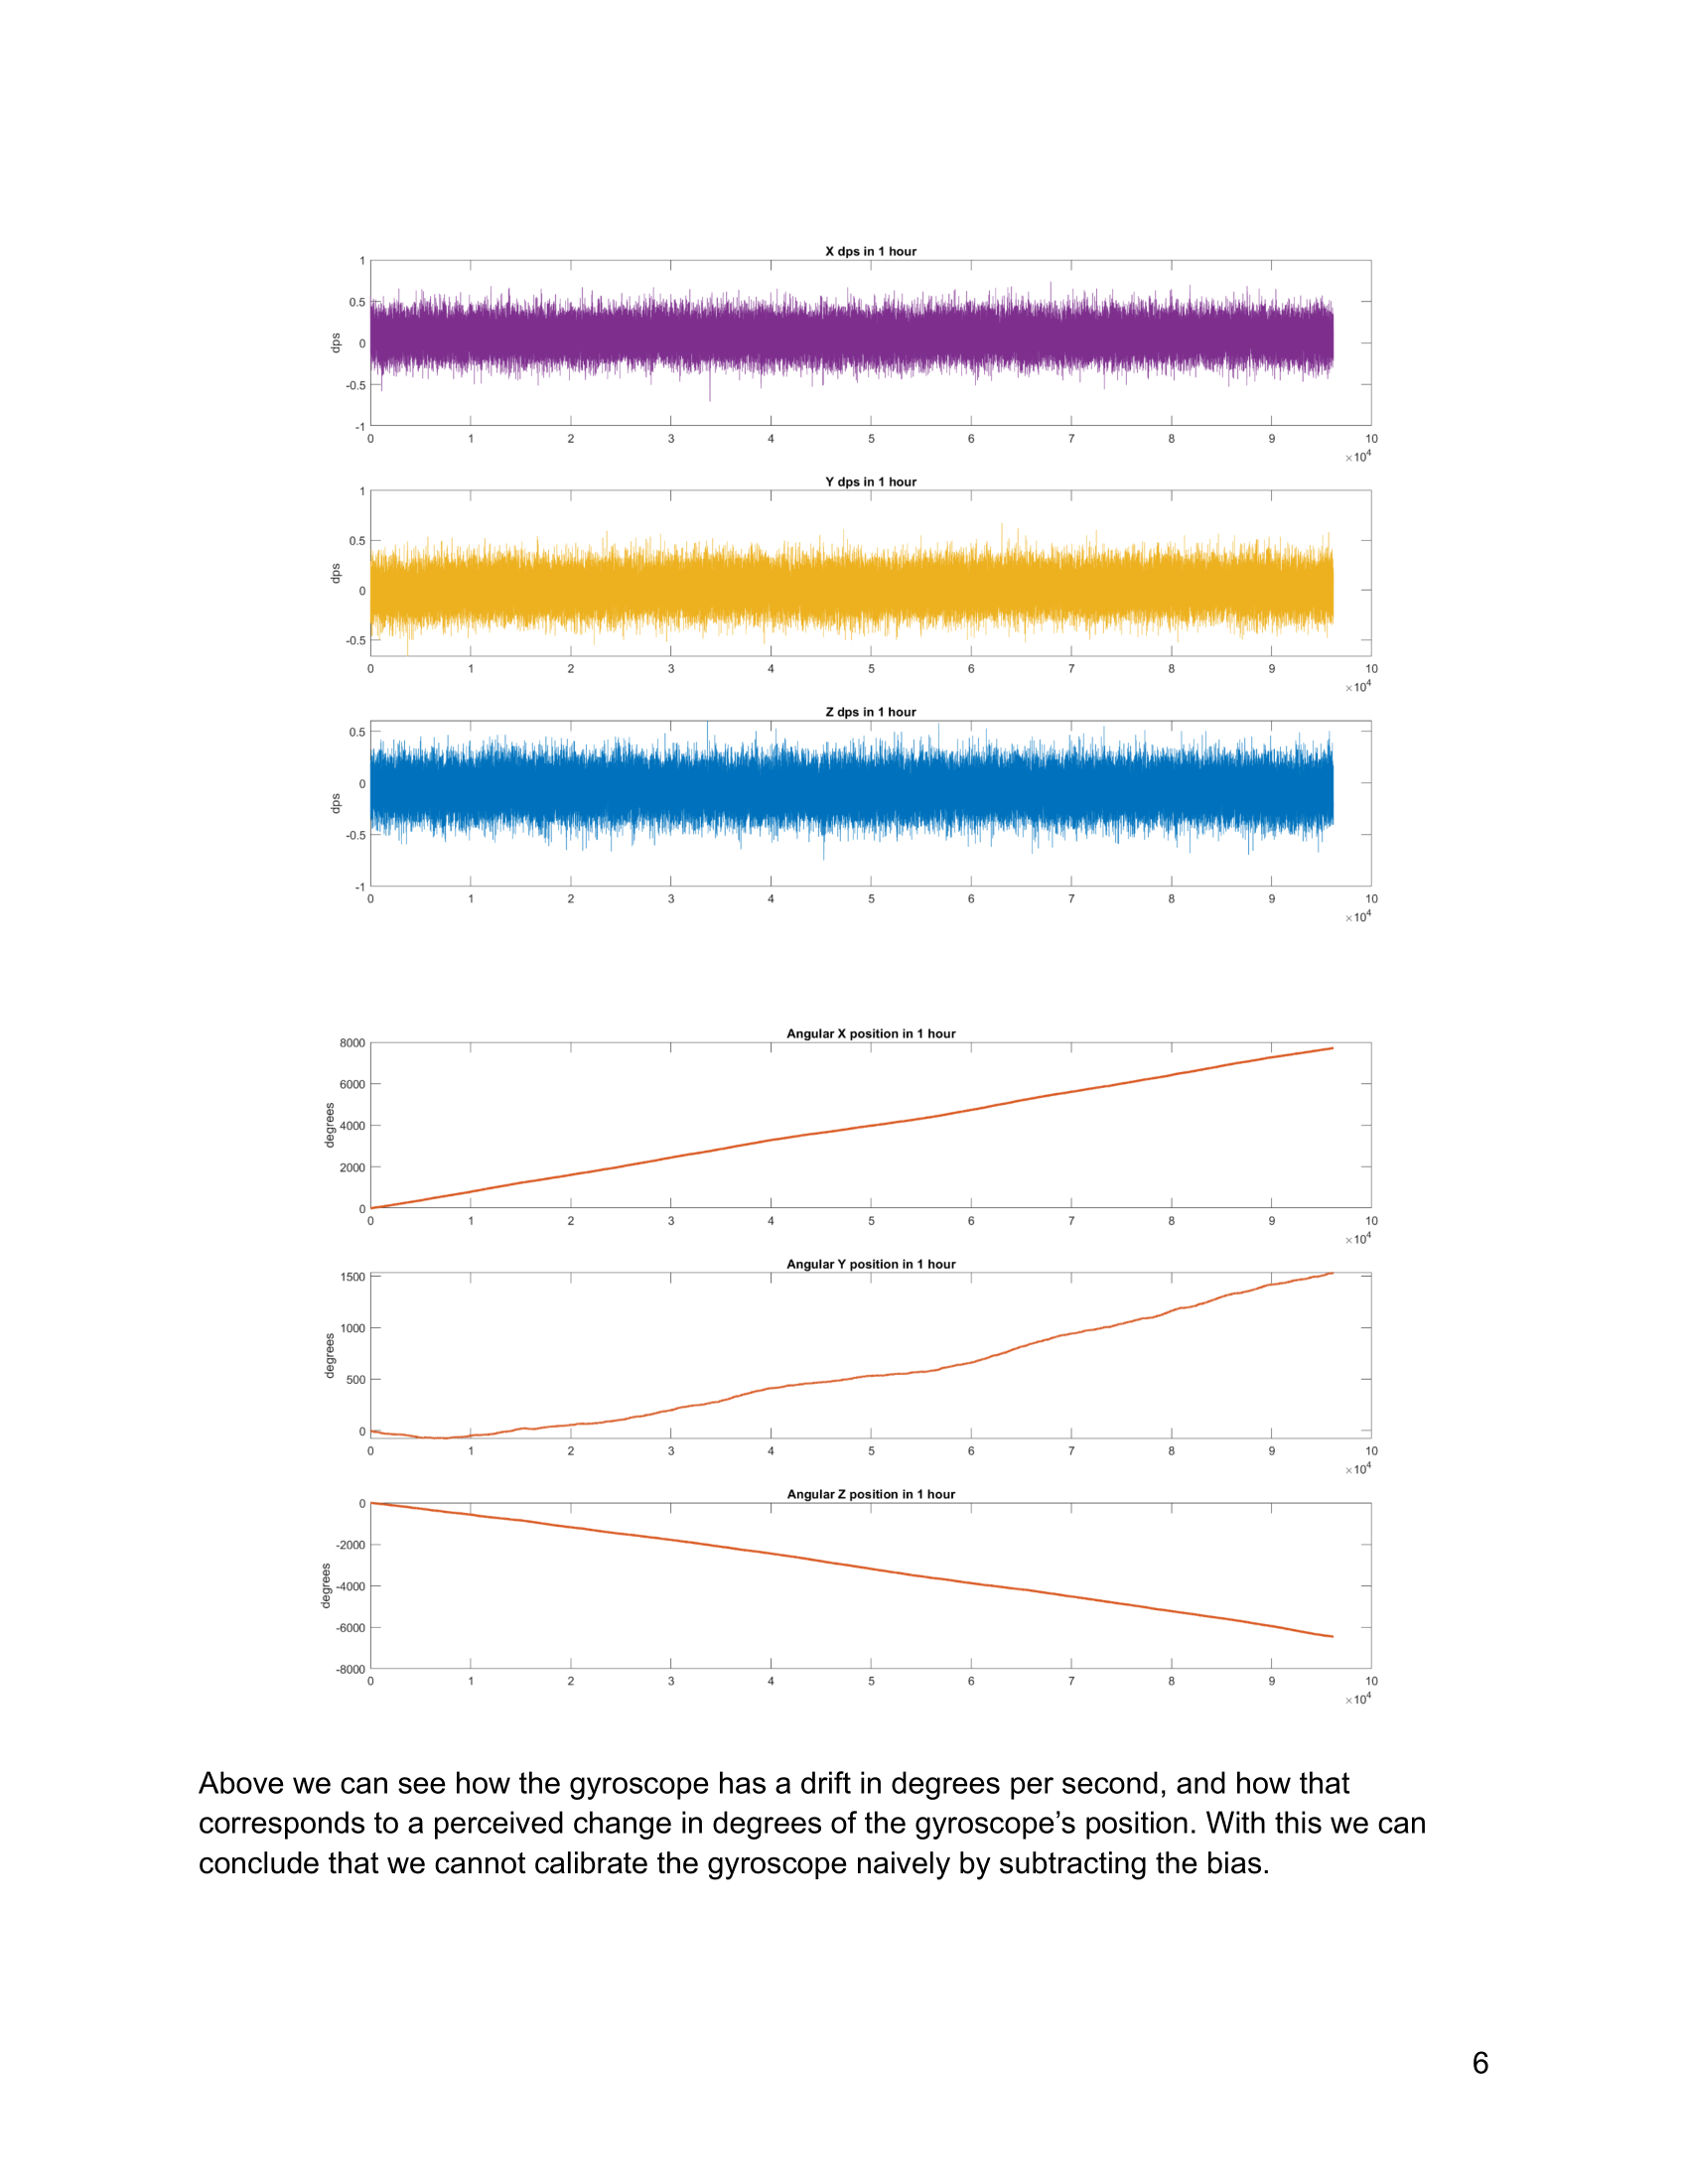 X dps in 1 hour
1
0.5
0
-0.5
-1
dps
0 1 2 3 4 5 6 7 8 9 10
×10⁴
Y dps in 1 hour
1
0.5
0
-0.5
dps
0 1 2 3 4 5 6 7 8 9 10
×10⁴
Z dps in 1 hour
0.5
0
-0.5
-1
dps
0 1 2 3 4 5 6 7 8 9 10
×10⁴
Angular X position in 1 hour
8000
6000
4000
2000
0
degrees
0 1 2 3 4 5 6 7 8 9 10
×10⁴
Angular Y position in 1 hour
1500
1000
500
0
degrees
0 1 2 3 4 5 6 7 8 9 10
×10⁴
Angular Z position in 1 hour
0
-2000
-4000
-6000
-8000
degrees
0 1 2 3 4 5 6 7 8 9 10
×10⁴
Above we can see how the gyroscope has a drift in degrees per second, and how that
corresponds to a perceived change in degrees of the gyroscope’s position. With this we can
conclude that we cannot calibrate the gyroscope naively by subtracting the bias.
6